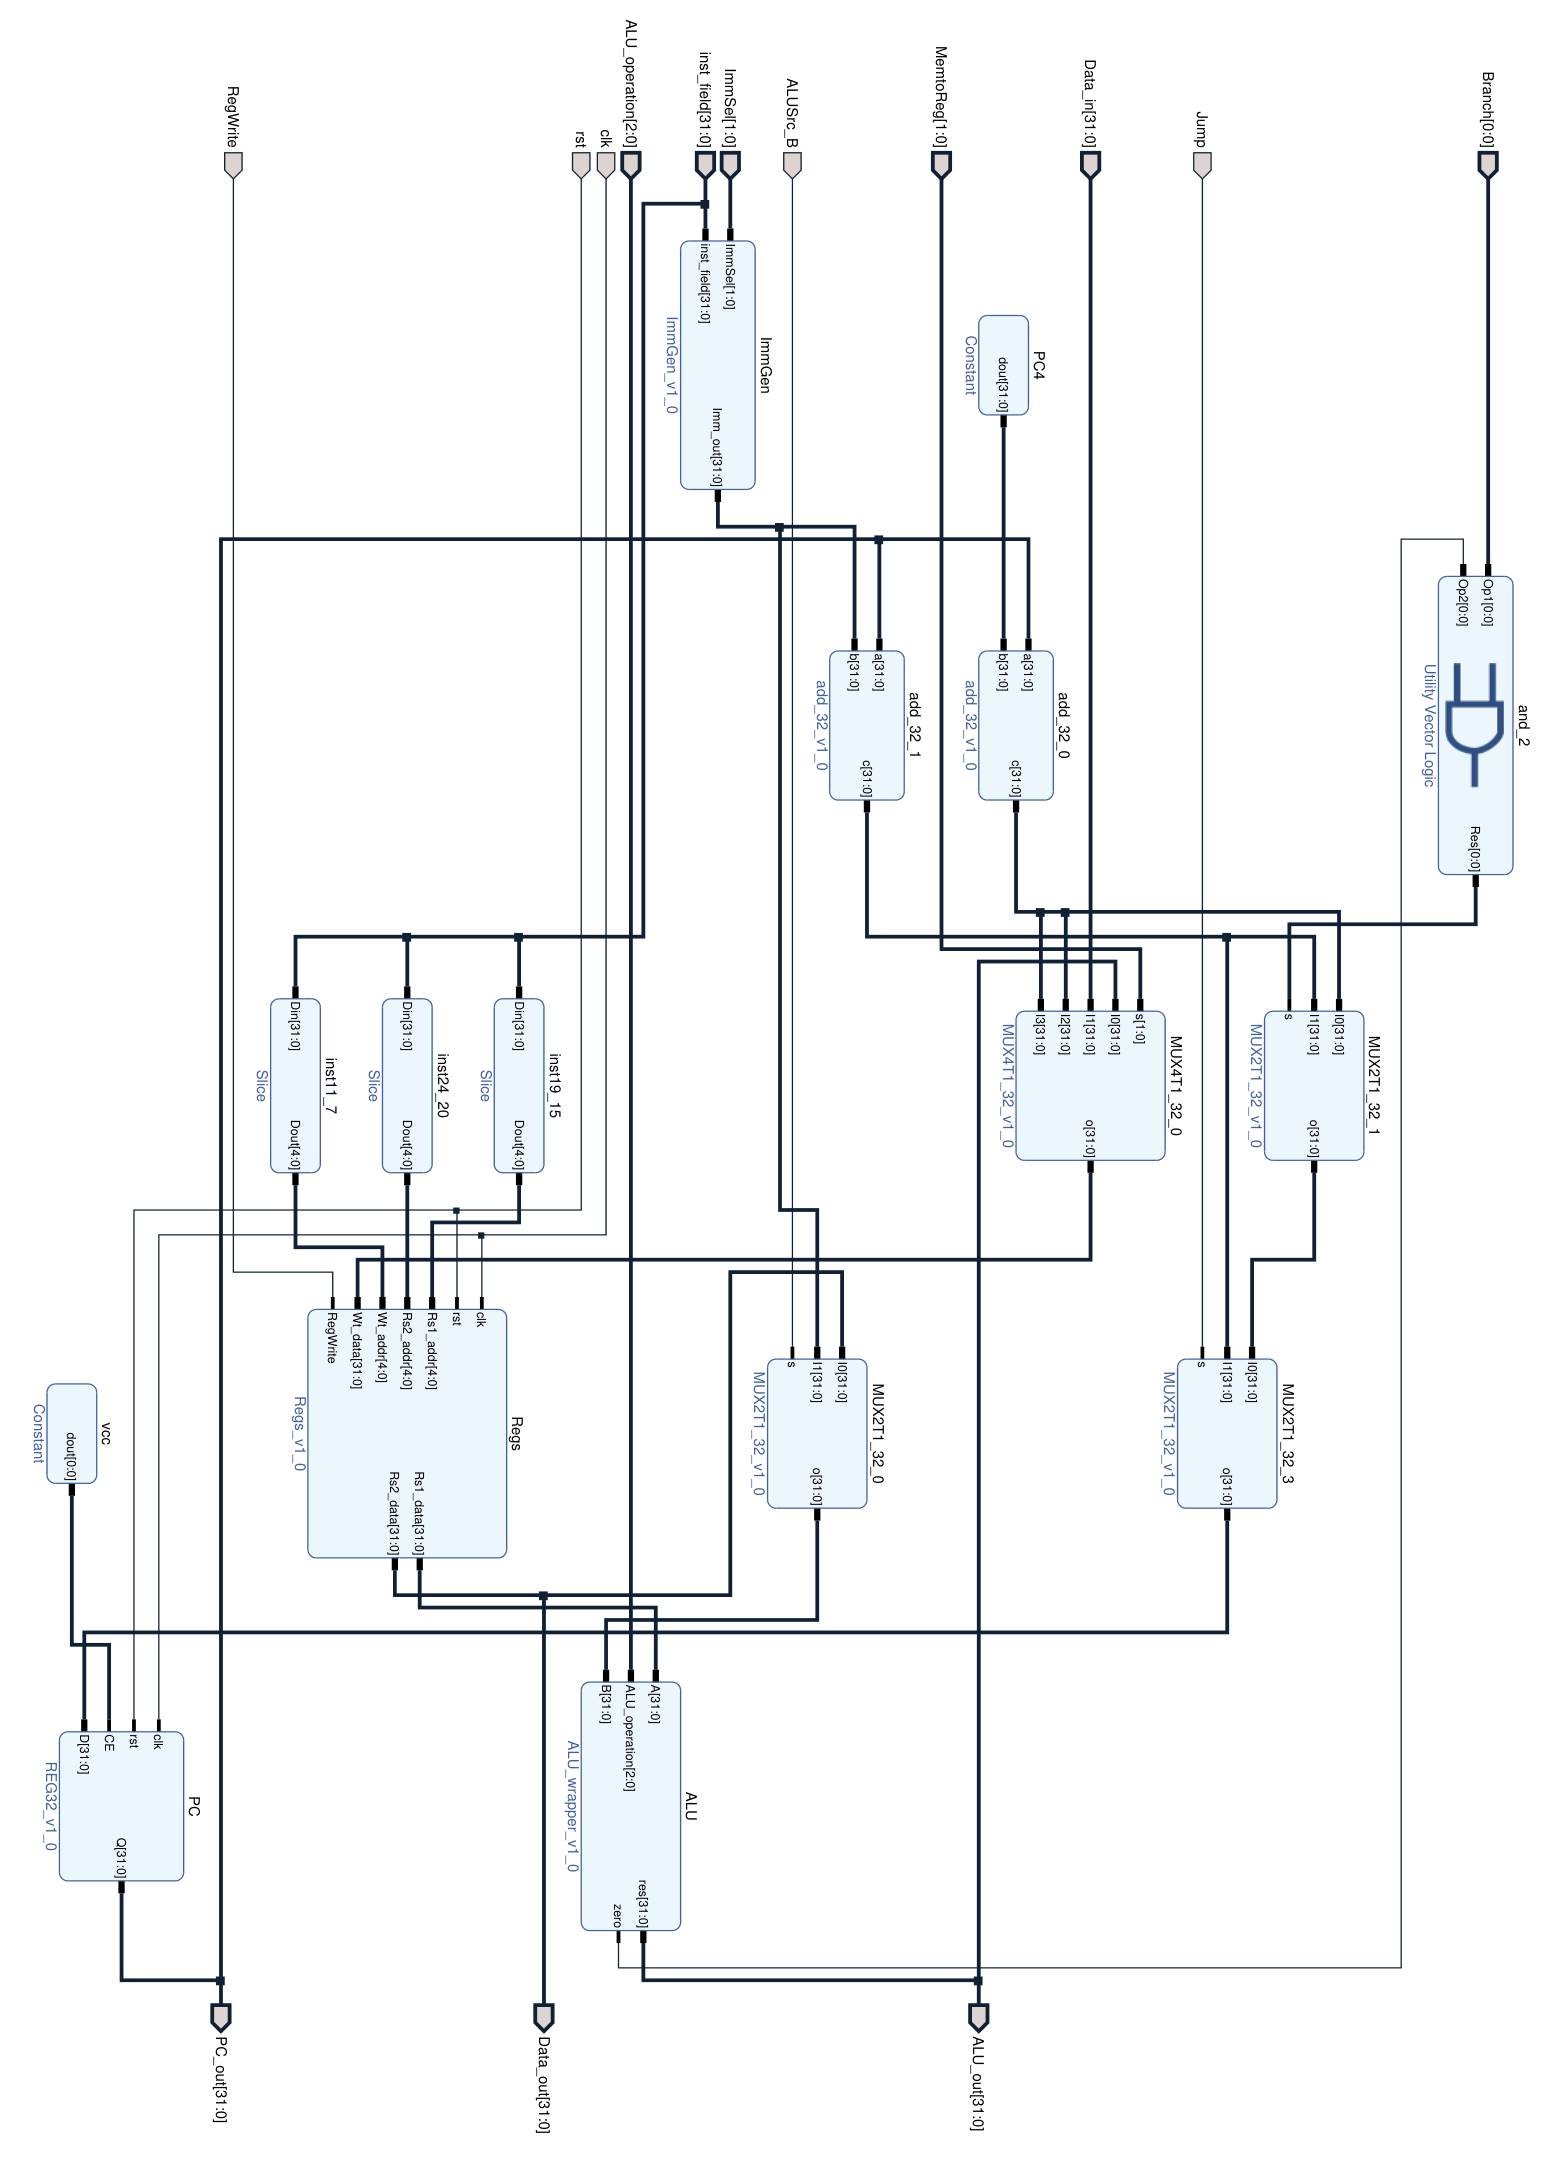 Branch[0:0]
Jump
Data_in[31:0]
MemtoReg[1:0]
ALUSrc_B
ImmSel[1:0]
inst_field[31:0]
ALU_operation[2:0]
clk
rst
RegWrite
ImmGen
ImmSel[1:0]
inst_field[31:0]
Imm_out[31:0]
ImmGen_v1_0
PC4
dout[31:0]
Constant
and_2
Op1[0:0]
Op2[0:0]
Res[0:0]
Utility Vector Logic
add_32_0
a[31:0]
b[31:0]
c[31:0]
add_32_v1_0
add_32_1
a[31:0]
b[31:0]
c[31:0]
add_32_v1_0
MUX2T1_32_1
I0[31:0]
I1[31:0]
s
o[31:0]
MUX2T1_32_v1_0
MUX4T1_32_0
s[1:0]
I0[31:0]
I1[31:0]
I2[31:0]
I3[31:0]
o[31:0]
MUX4T1_32_v1_0
inst19_15
Din[31:0]
Dout[4:0]
Slice
inst24_20
Din[31:0]
Dout[4:0]
Slice
inst11_7
Din[31:0]
Dout[4:0]
Slice
MUX2T1_32_3
I0[31:0]
I1[31:0]
s
o[31:0]
MUX2T1_32_v1_0
MUX2T1_32_0
I0[31:0]
I1[31:0]
s
o[31:0]
MUX2T1_32_v1_0
Regs
clk
rst
Rs1_addr[4:0]
Rs2_addr[4:0]
Wt_addr[4:0]
Wt_data[31:0]
RegWrite
Rs1_data[31:0]
Rs2_data[31:0]
Regs_v1_0
vcc
dout[0:0]
Constant
ALU
A[31:0]
ALU_operation[2:0]
B[31:0]
res[31:0]
zero
ALU_wrapper_v1_0
PC
clk
rst
CE
D[31:0]
Q[31:0]
REG32_v1_0
ALU_out[31:0]
Data_out[31:0]
PC_out[31:0]